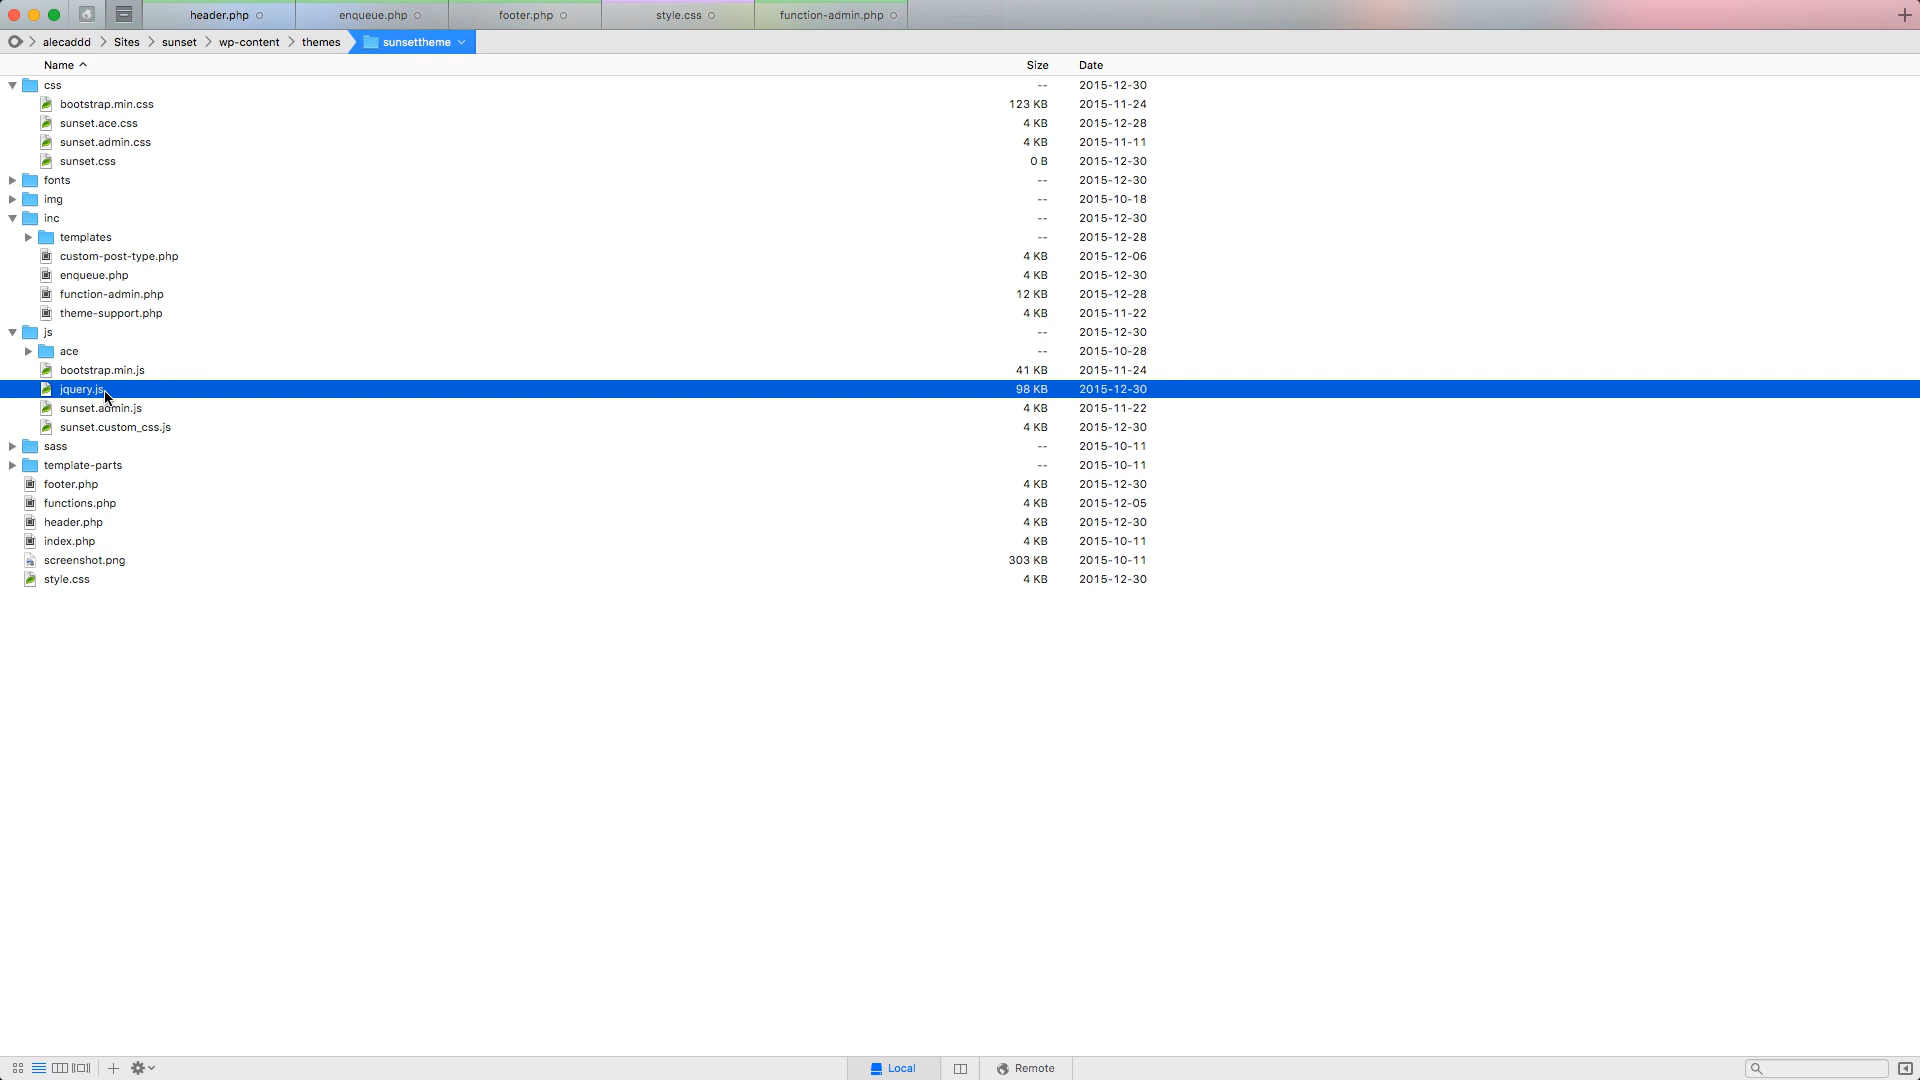 header.php enqueue.php footer.php style.css function-admin.php
alecaddd Sites sunset wp-content themes sunsettheme
Name Size Date
css -- 2015-12-30
bootstrap.min.css 123 KB 2015-11-24
sunset.ace.css 4 KB 2015-12-28
sunset.admin.css 4 KB 2015-11-11
sunset.css 0 B 2015-12-30
fonts -- 2015-12-30
img -- 2015-10-18
inc -- 2015-12-30
templates -- 2015-12-28
custom-post-type.php 4 KB 2015-12-06
enqueue.php 4 KB 2015-12-30
function-admin.php 12 KB 2015-12-28
theme-support.php 4 KB 2015-11-22
js -- 2015-12-30
ace -- 2015-10-28
bootstrap.min.js 41 KB 2015-11-24
jquery.js 98 KB 2015-12-30
sunset.admin.js 4 KB 2015-11-22
sunset.custom_css.js 4 KB 2015-12-30
sass -- 2015-10-11
template-parts -- 2015-10-11
footer.php 4 KB 2015-12-30
functions.php 4 KB 2015-12-05
header.php 4 KB 2015-12-30
index.php 4 KB 2015-10-11
screenshot.png 303 KB 2015-10-11
style.css 4 KB 2015-12-30
Local Remote